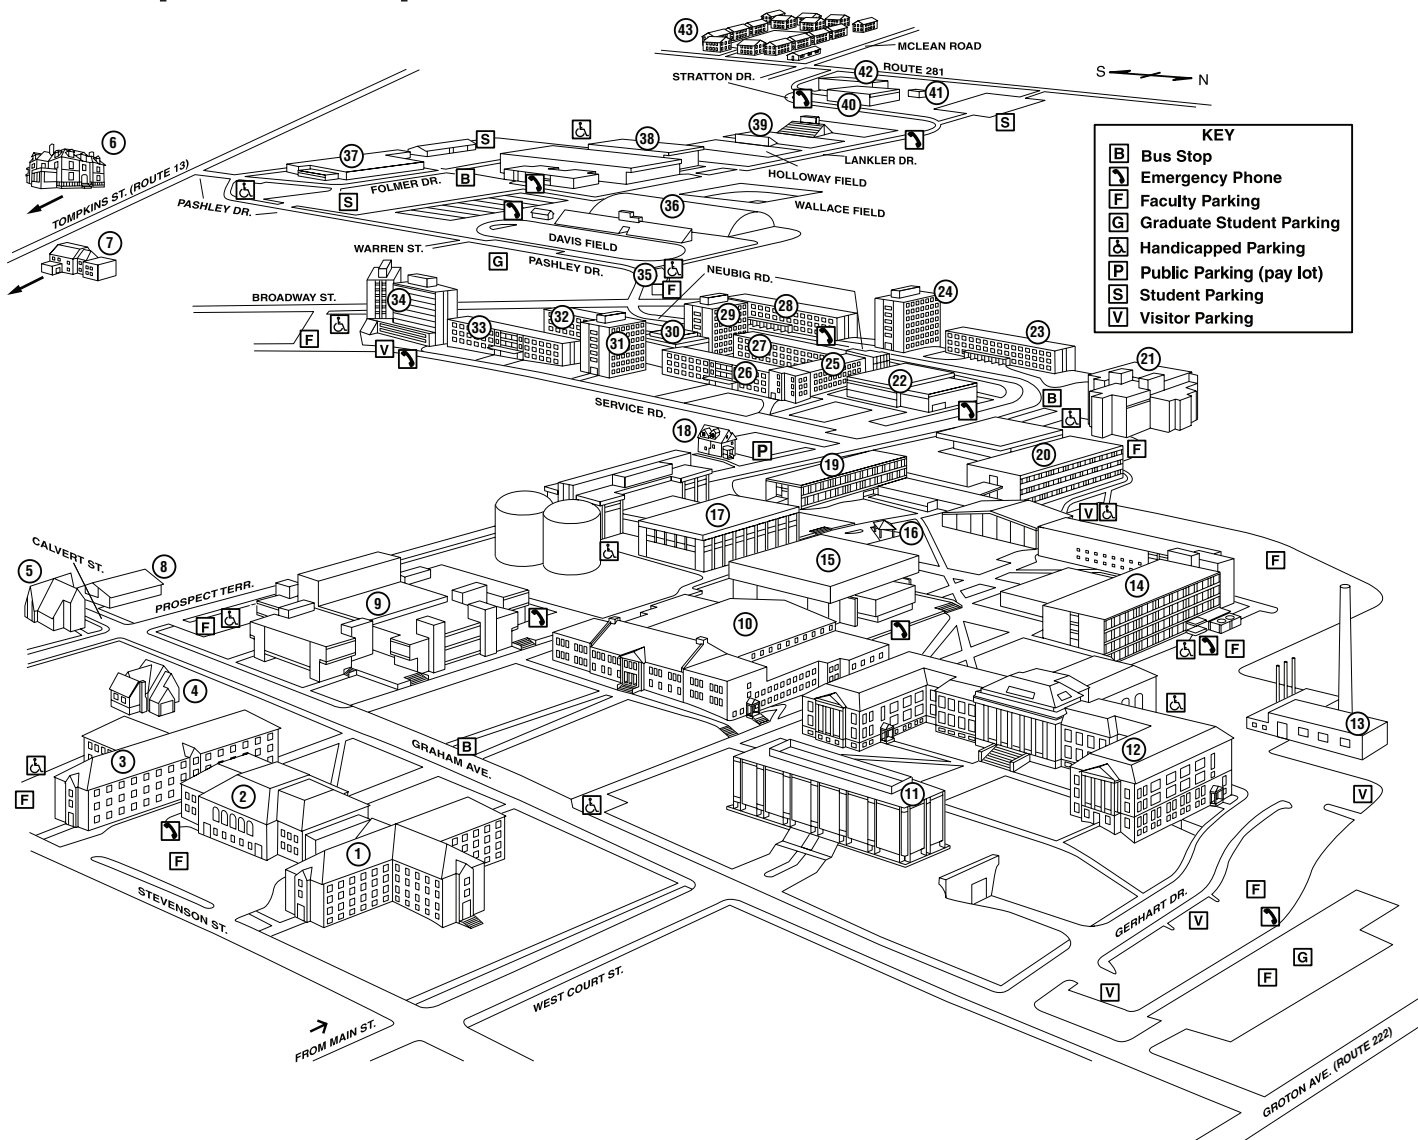 43
MCLEAN ROAD
42
ROUTE 281
STRATTON DR.
S N
41
40
S
39
6
38
S
37
LANKLER DR.
HOLLOWAY FIELD
TOMPKINS ST. (ROUTE 13)
FOLMER DR.
B
S
PASHLEY DR.
36
WALLACE FIELD
7
DAVIS FIELD
WARREN ST.
G
PASHLEY DR.
35
F
NEUBIG RD.
KEY
B Bus Stop
Emergency Phone
F Faculty Parking
G Graduate Student Parking
Handicapped Parking
P Public Parking (pay lot)
S Student Parking
V Visitor Parking
BROADWAY ST.
34
24
28
29
32
33
F
30
23
31
27
V
25
26
22
21
B
SERVICE RD.
18
P
F
20
19
17
V
16
CALVERT ST.
5
8
15
F
14
PROSPECT TERR.
9
F
10
F
4
13
GRAHAM AVE.
B
12
3
F
2
11
V
1
F
STEVENSON ST.
F
V
GERHART DR.
G
F
V
WEST COURT ST.
FROM MAIN ST.
GROTON AVE. (ROUTE 222)